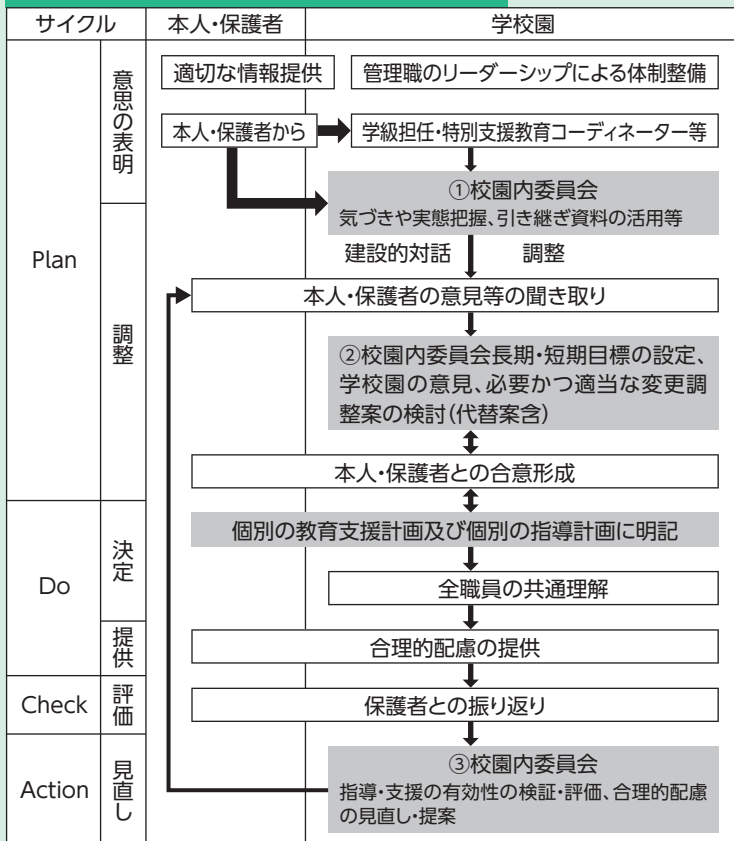 サイクル
本人・保護者
学校園
Plan
意思の表明
適切な情報提供
管理職のリーダーシップによる体制整備
本人・保護者から
学級担任・特別支援教育コーディネーター等
①校園内委員会
気づきや実態把握、引き継ぎ資料の活用等
調整
建設的対話
調整
本人・保護者の意見等の聞き取り
②校園内委員会長期・短期目標の設定、
学校園の意見、必要かつ適当な変更調
整案の検討(代替案含)
本人・保護者との合意形成
Do
決定
個別の教育支援計画及び個別の指導計画に明記
全職員の共通理解
提供
合理的配慮の提供
Check
評価
保護者との振り返り
Action
見直し
③校園内委員会
指導・支援の有効性の検証・評価、合理的配慮
の見直し・提案